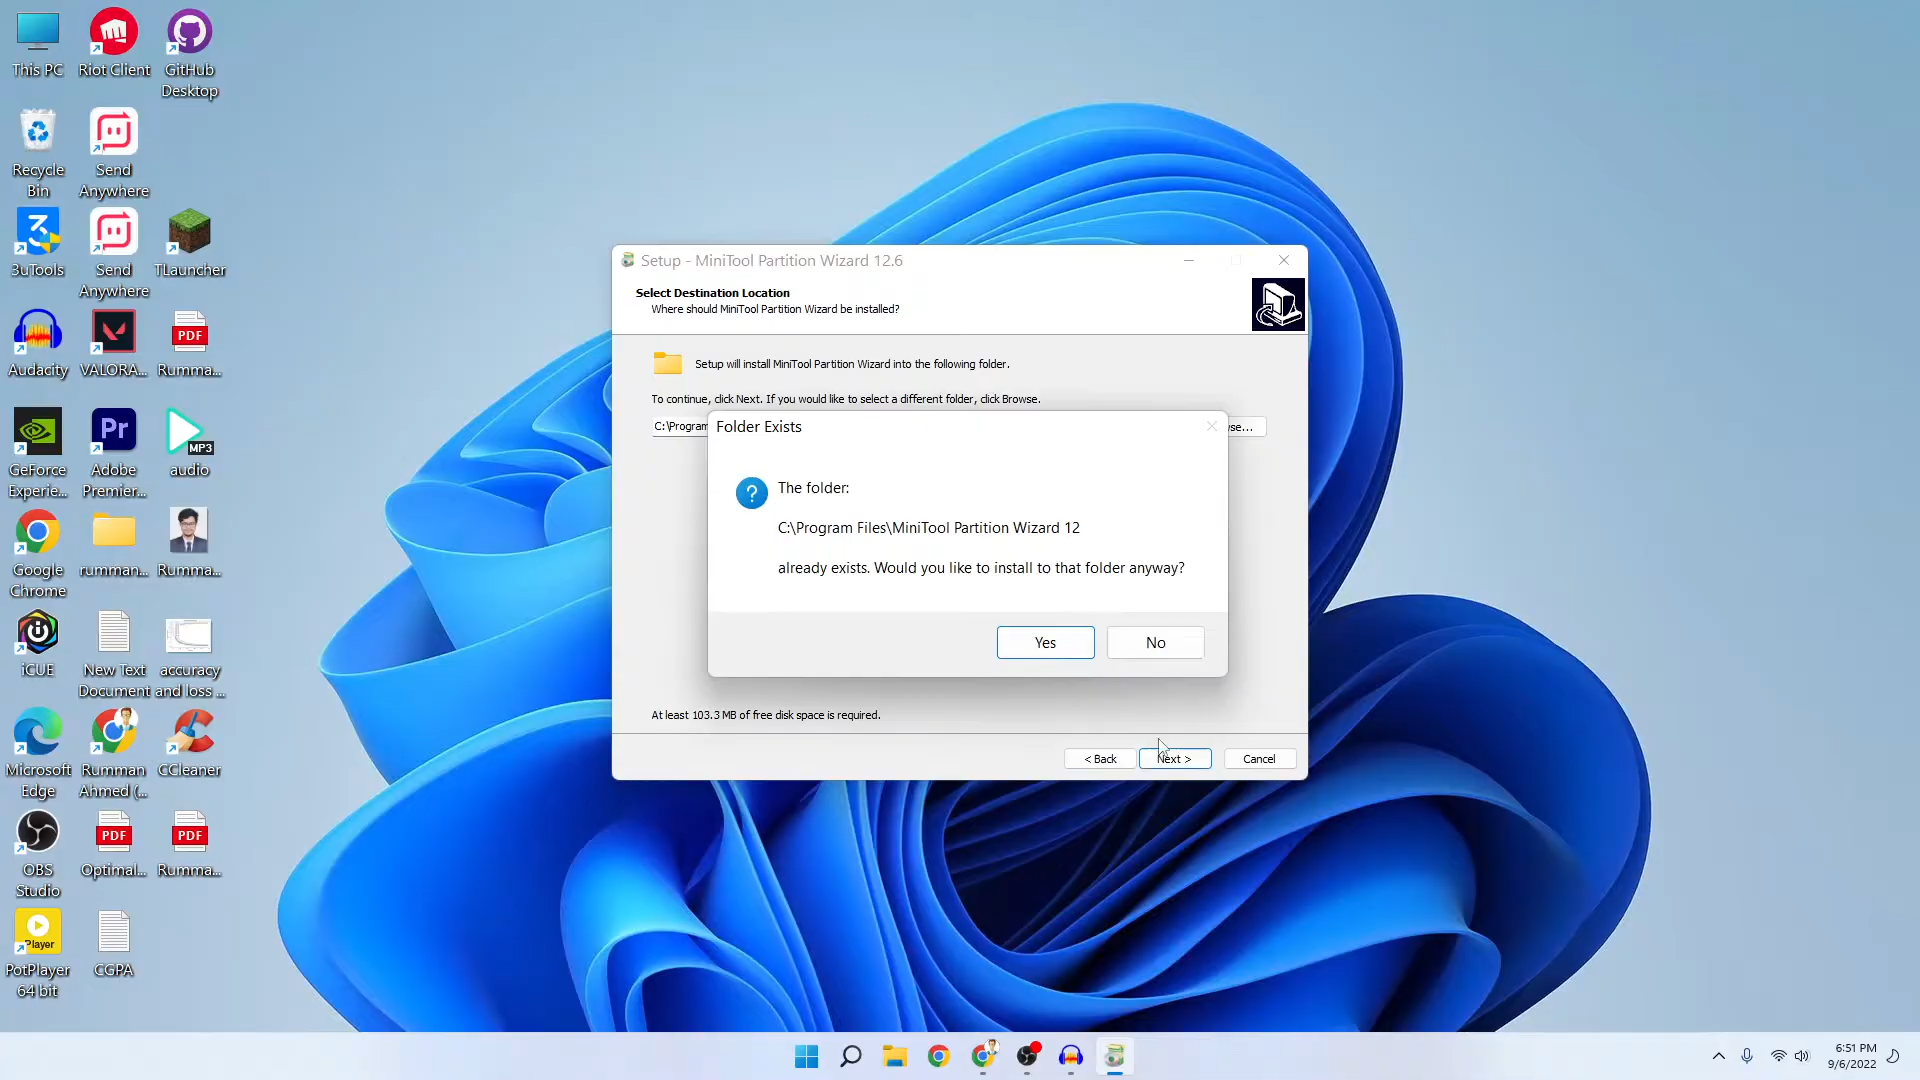 This PC
Riot Client
GitHub
Desktop
Recycle
Bin
Send
Anywhere
3uTools
Send
Anywhere
TLauncher
Audacity
VALORA...
PDF
Rumma...
GeForce
Experie...
Pr
Adobe
Premier...
MP3
audio
Google
Chrome
rumman...
Rumma...
iCUE
New Text
Document
accuracy
and loss ...
Microsoft
Edge
Rumman
Ahmed (...
CCleaner
OBS
Studio
PDF
Optimal...
PDF
Rumma...
Player
PotPlayer
64 bit
CGPA
Setup - MiniTool Partition Wizard 12.6
Select Destination Location
Where should MiniTool Partition Wizard be installed?
Setup will install MiniTool Partition Wizard into the following folder.
To continue, click Next. If you would like to select a different folder, click Browse.
C:\Program
wse...
Folder Exists
The folder:
C:\Program Files\MiniTool Partition Wizard 12
already exists. Would you like to install to that folder anyway?
Yes
No
At least 103.3 MB of free disk space is required.
< Back
Next >
Cancel
6:51 PM
9/6/2022